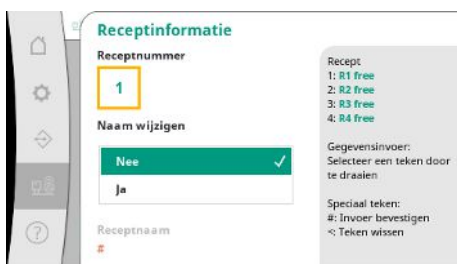 Receptinformatie
Receptnummer
1
Naam wijzigen
Nee
Ja
Receptnaam
#
Recept
1: R1 free
2: R2 free
3: R3 free
4: R4 free
Gegevensinvoer:
Selecteer een teken door
te draaien
Speciaal teken:
#: Invoer bevestigen
<: Teken wissen